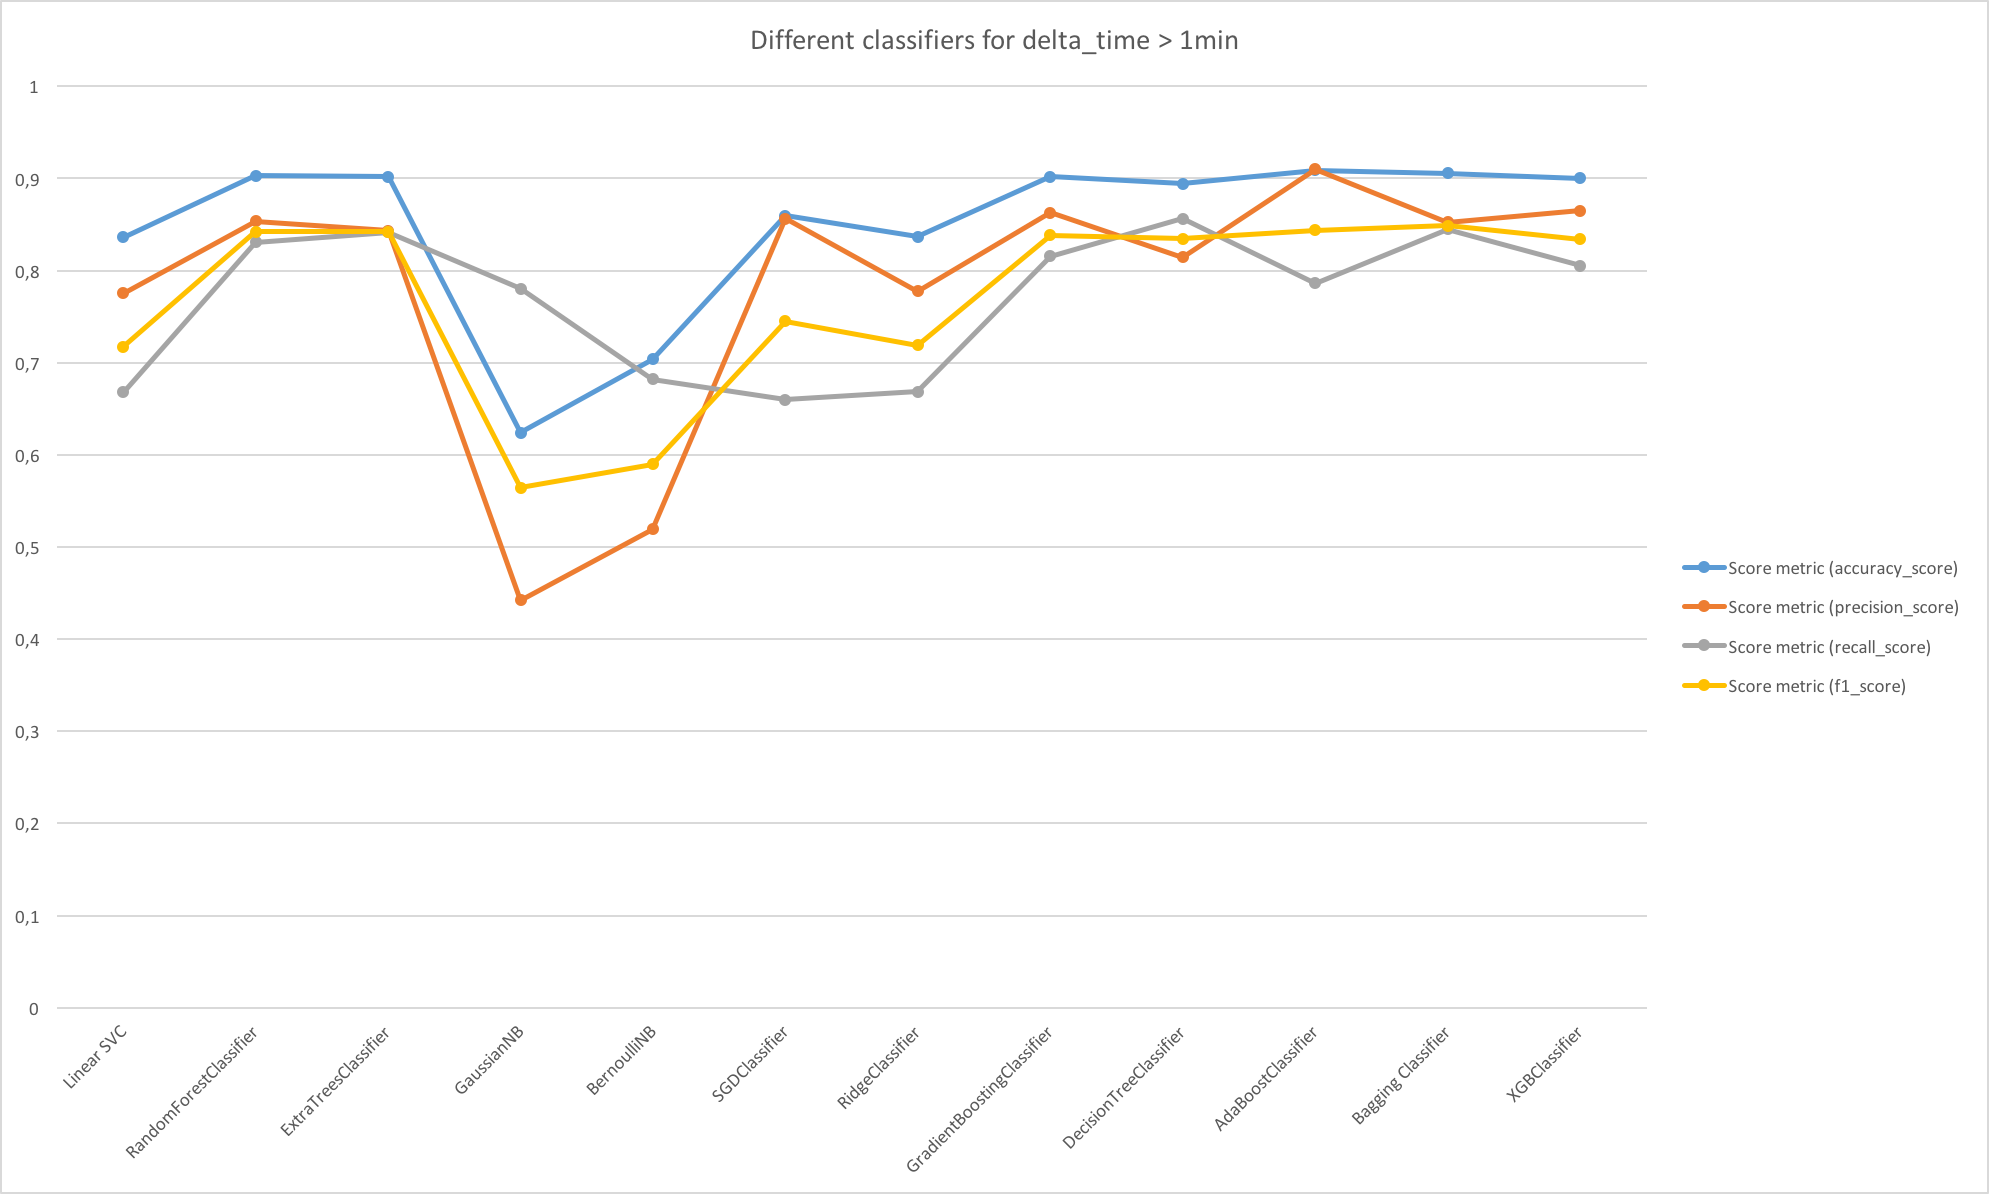 Different classifiers for delta_time > 1min
1
0,9
0,8
0,7
0,6
0,5
0,4
0,3
0,2
0,1
0
Linear SVC
RandomForestClassifier
ExtraTreesClassifier
GaussianNB
BernoulliNB
SGDClassifier
RidgeClassifier
GradientBoostingClassifier
DecisionTreeClassifier
AdaBoostClassifier
Bagging Classifier
XGBClassifier
Score metric (accuracy_score)
Score metric (precision_score)
Score metric (recall_score)
Score metric (f1_score)